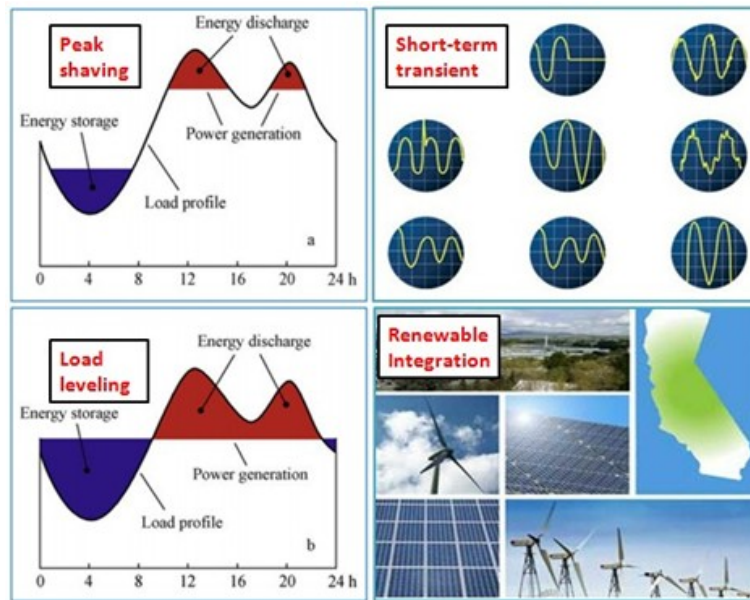 Peak
shaving
Energy discharge
Energy storage
Power generation
Load profile
a
0 4 8 12 16 20 24 h
Short-term
transient
Load
leveling
Energy discharge
Energy storage
Power generation
Load profile
b
0 4 8 12 16 20 24 h
Renewable
Integration